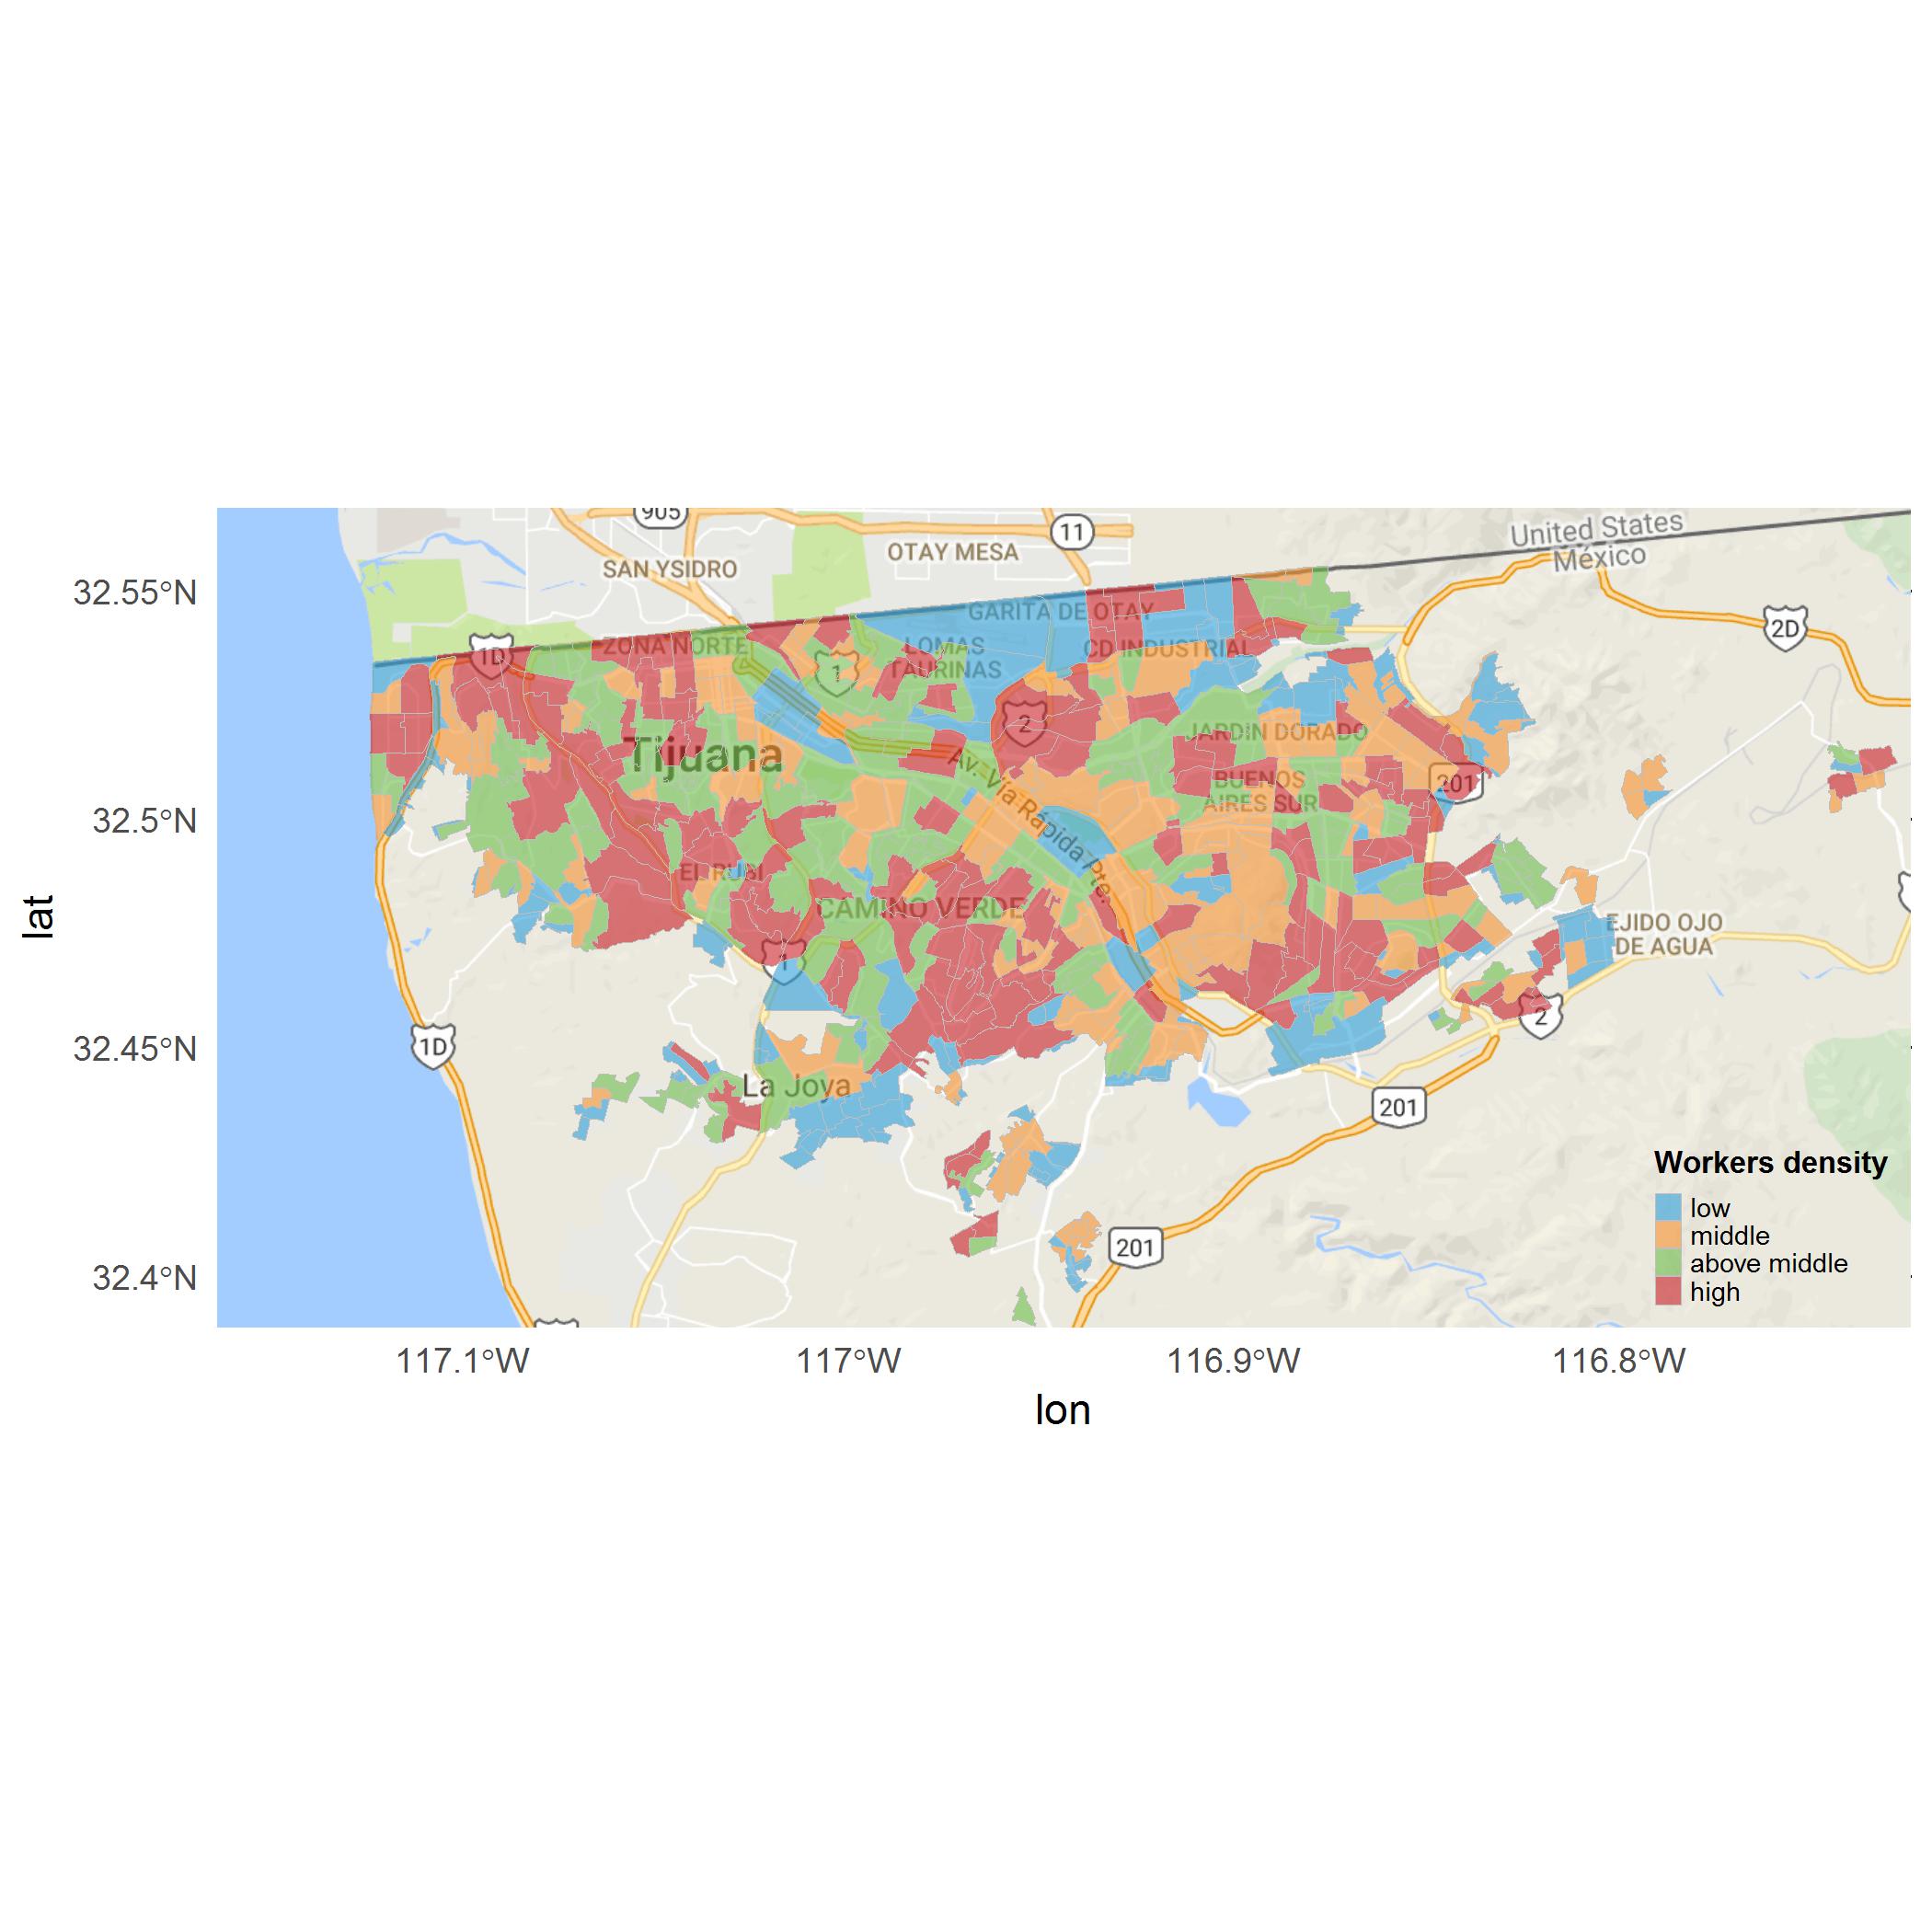 905
11
United States
México
OTAY MESA
SAN YSIDRO
32.55°N
GARITA DE OTAY
2D
1D
ZONA NORTE
LOMAS
TAURINAS
CD INDUSTRIAL
1
2
JARDIN DORADO
Tijuana
Av. Vía Rápida Pte.
BUENOS
AIRES SUR
201
32.5°N
EL RUBI
CAMINO VERDE
EJIDO OJO
DE AGUA
lat
1
2
32.45°N
1D
La Joya
201
Workers density
low
middle
above middle
high
201
32.4°N
117.1°W
117°W
116.9°W
116.8°W
lon